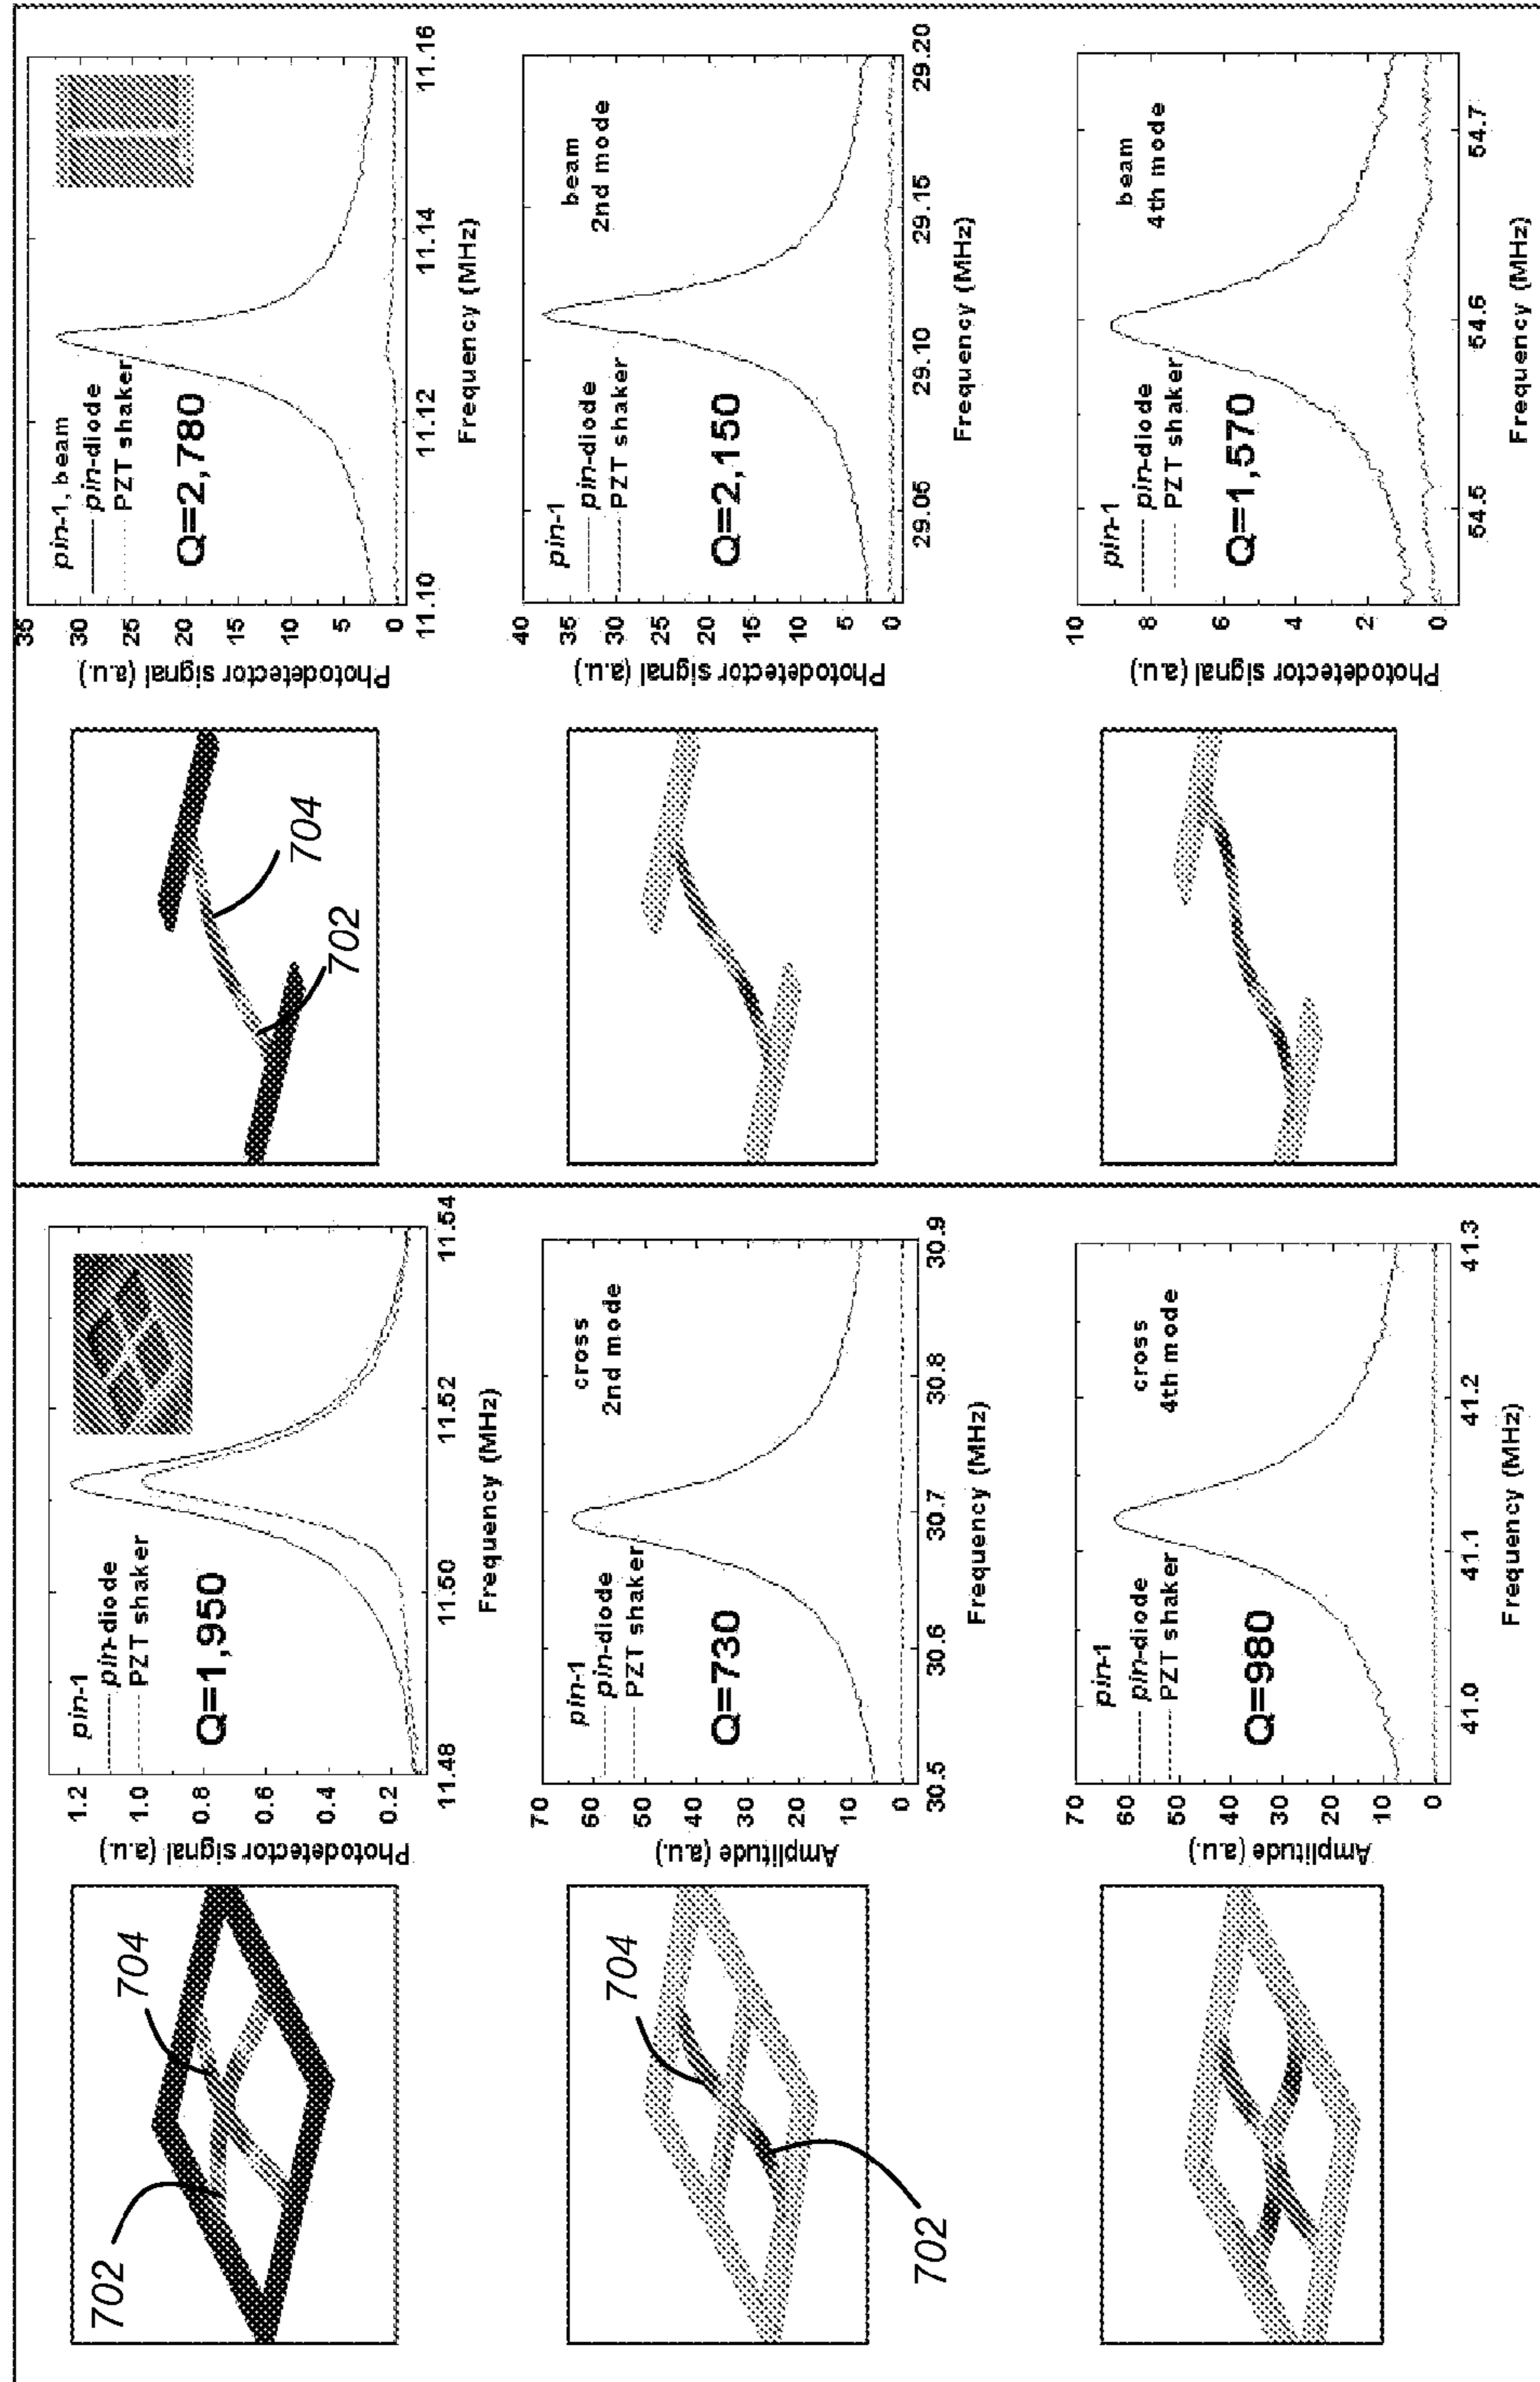 702
704
Photodetector signal (a.u.)
1.2
1.0
0.8
0.6
0.4
0.2
pin-1
pin-diode
PZT shaker
Q=1,950
11.48
11.50
11.52
11.54
Frequency (MHz)
704
702
Photodetector signal (a.u.)
35
30
25
20
15
10
5
0
pin-1, beam
pin-diode
PZT shaker
Q=2,780
11.10
11.12
11.14
11.16
Frequency (MHz)
704
702
Amplitude (a.u.)
70
60
50
40
30
20
10
0
pin-1
pin-diode
PZT shaker
Q=730
cross
2nd mode
30.5
30.6
30.7
30.8
30.9
Frequency (MHz)
Photodetector signal (a.u.)
40
35
30
25
20
15
10
5
0
pin-1
pin-diode
PZT shaker
Q=2,150
beam
2nd mode
29.05
29.10
29.15
29.20
Frequency (MHz)
Amplitude (a.u.)
70
60
50
40
30
20
10
0
pin-1
pin-diode
PZT shaker
Q=980
cross
4th mode
41.0
41.1
41.2
41.3
Frequency (MHz)
Photodetector signal (a.u.)
10
8
6
4
2
0
pin-1
pin-diode
PZT shaker
Q=1,570
beam
4th mode
54.5
54.6
54.7
Frequency (MHz)